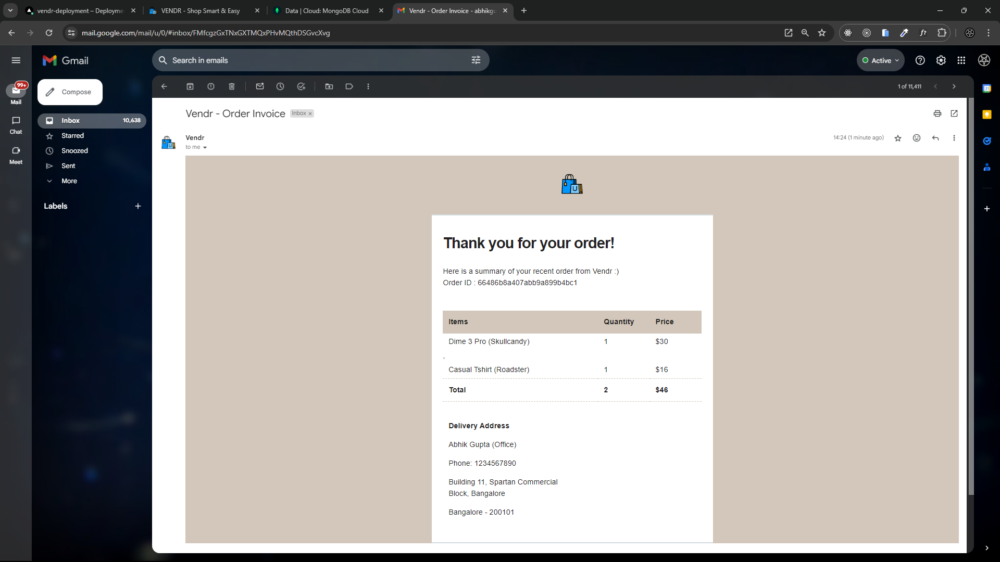 vendr-deployment – Deployme
VENDR - Shop Smart & Easy
Data | Cloud: MongoDB Cloud
Vendr - Order Invoice - abhikgu
mail.google.com/mail/u/0/#inbox/FMfcgzGxTNxGXTMQxPHvMQthDSGvcXvg
f?
Gmail
Search in emails
Active
99+
Mail
Chat
Meet
Compose
Inbox 10,638
Starred
Snoozed
Sent
More
Labels
1 of 11,411
31
Vendr - Order Invoice Inbox x
Vendr
to me
14:24 (1 minute ago)
U
Thank you for your order!
Here is a summary of your recent order from Vendr :)
Order ID : 66486b8a407abb9a899b4bc1
Items Quantity Price
Dime 3 Pro (Skullcandy) 1 $30
,
Casual Tshirt (Roadster) 1 $16
Total 2 $46
Delivery Address
Abhik Gupta (Office)
Phone: 1234567890
Building 11, Spartan Commercial
Block, Bangalore
Bangalore - 200101